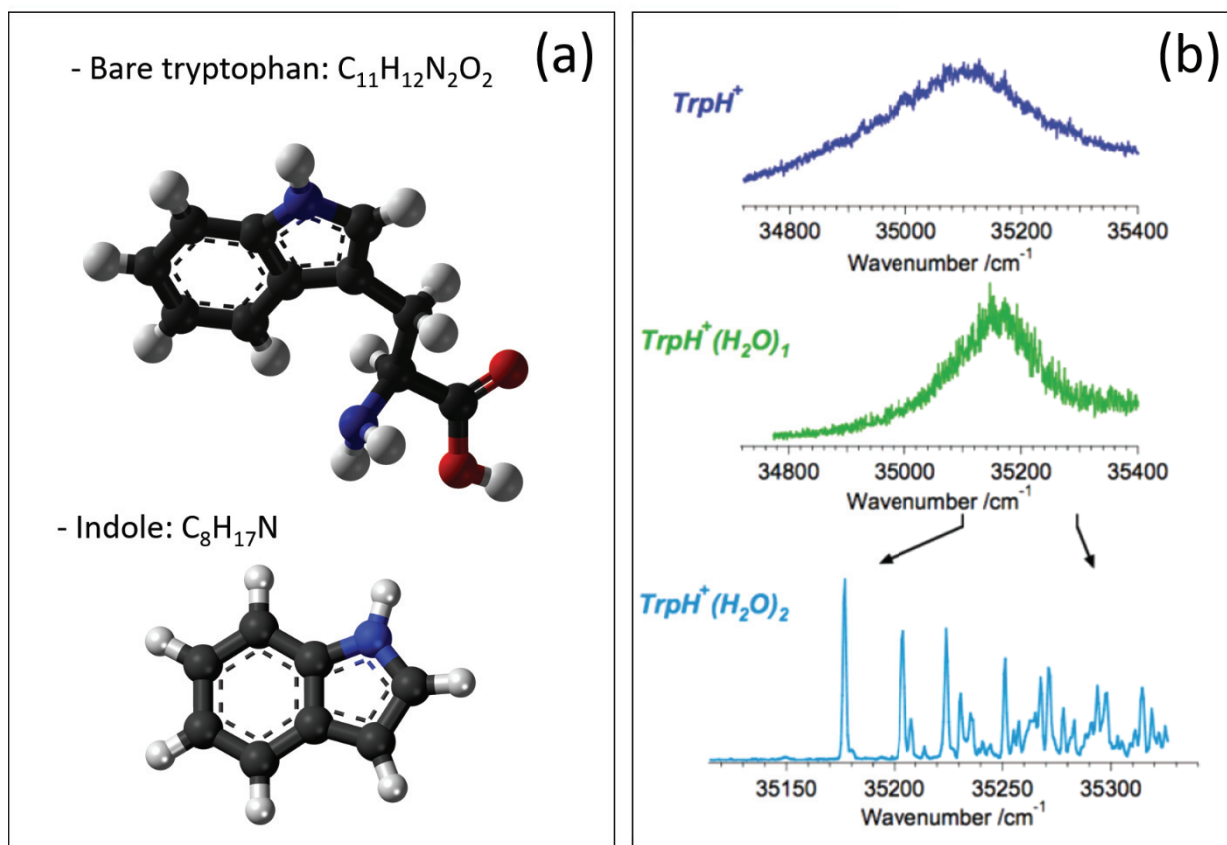 (a)
- Bare tryptophan: C₁₁H₁₂N₂O₂
- Indole: C₈H₁₇N
(b)
TrpH⁺
34800 35000 35200 35400
Wavenumber /cm⁻¹
TrpH⁺(H₂O)₁
34800 35000 35200 35400
Wavenumber /cm⁻¹
TrpH⁺(H₂O)₂
35150 35200 35250 35300
Wavenumber /cm⁻¹